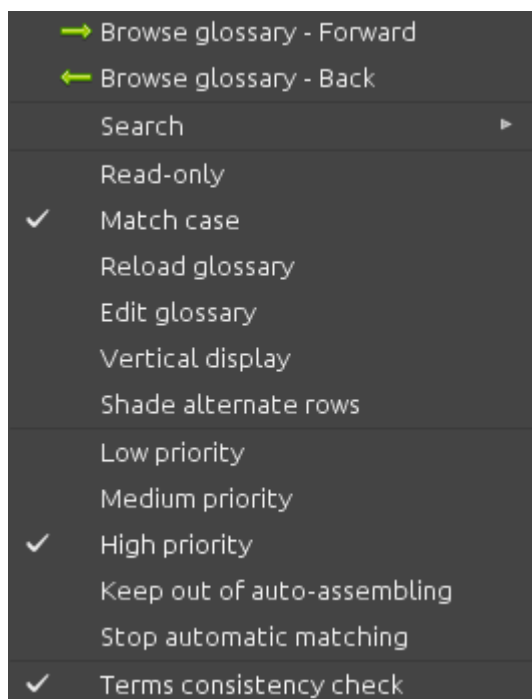 Browse glossary - Forward
Browse glossary - Back
Search
Read-only
Match case
Reload glossary
Edit glossary
Vertical display
Shade alternate rows
Low priority
Medium priority
High priority
Keep out of auto-assembling
Stop automatic matching
Terms consistency check